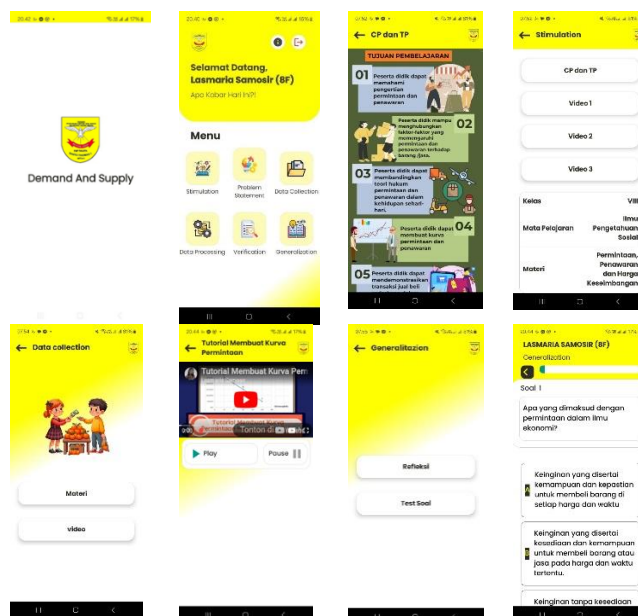 Demand And Supply
Selamat Datang,
Lasmaria Samosir (8F)
Apa Kabar Hari Ini?!
Menu
Stimulation
Problem Statement
Data Collection
Data Processing
Verification
Generalization
CP dan TP
TUJUAN PEMBELAJARAN
01
Peserta didik dapat
memahami
pengertian
permintaan dan
penawaran
02
Peserta didik mampu
menghubungkan
faktor-faktor yang
memengaruhi
permintaan dan
penawaran terhadap
barang /jasa.
03
Peserta didik dapat
membandingkan
teori hukum
permintaan dan
penawaran dalam
kehidupan sehari-
hari.
04
Peserta didik dapat
membuat kurva
permintaan dan
penawaran
05
Peserta didik dapat
mendemonstrasikan
transaksi jual beli
Stimulation
CP dan TP
Video 1
Video 2
Video 3
Kelas VIII
Mata Pelajaran Ilmu Pengetahuan Sosial
Materi Permintaan, Penawaran dan Harga Keseimbangan
Data collection
Materi
video
Tutorial Membuat Kurva
Permintaan
Tutorial Membuat Kurva Perm
Tonton di
Play
Pause
Generalitazion
Refleksi
Test Soal
LASMARIA SAMOSIR (8F)
Generalization
Soal 1
Apa yang dimaksud dengan
permintaan dalam ilmu
ekonomi?
Keinginan yang disertai
kemampuan dan kepastian
untuk membeli barang di
setiap harga dan waktu
Keinginan yang disertai
kesediaan dan kemampuan
untuk membeli barang atau
jasa pada harga dan waktu
tertentu.
Keinginan tanpa kesediaan